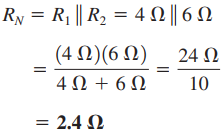 R_N = R_1 || R_2 = 4 Ω || 6 Ω
= (4 Ω)(6 Ω) / 4 Ω + 6 Ω = 24 Ω / 10
= 2.4 Ω